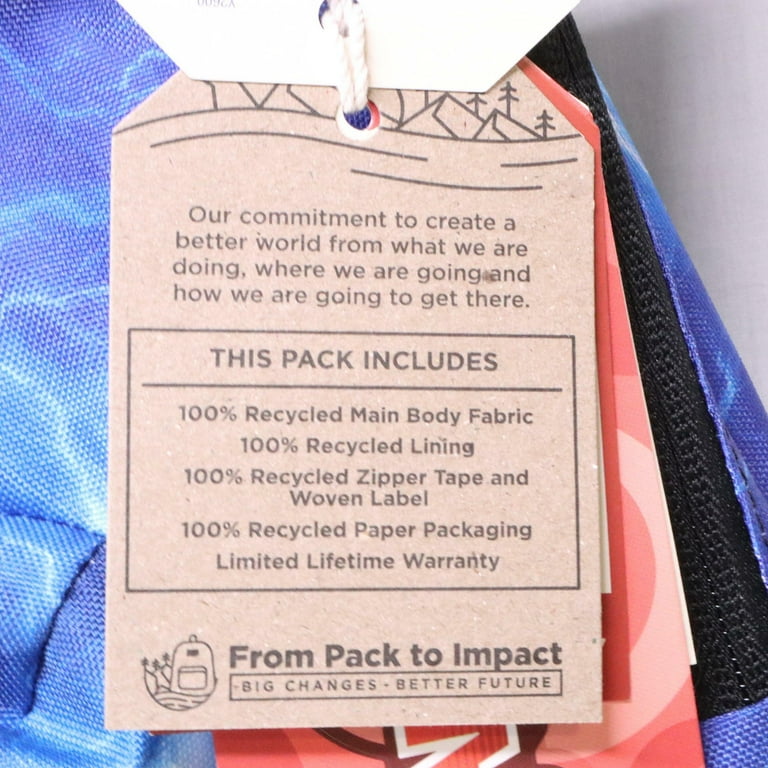 Our commitment to create a
better world from what we are
doing, where we are going and
how we are going to get there.
THIS PACK INCLUDES
100% Recycled Main Body Fabric
100% Recycled Lining
100% Recycled Zipper Tape and
Woven Label
100% Recycled Paper Packaging
Limited Lifetime Warranty
From Pack to Impact
-BIG CHANGES - BETTER FUTURE